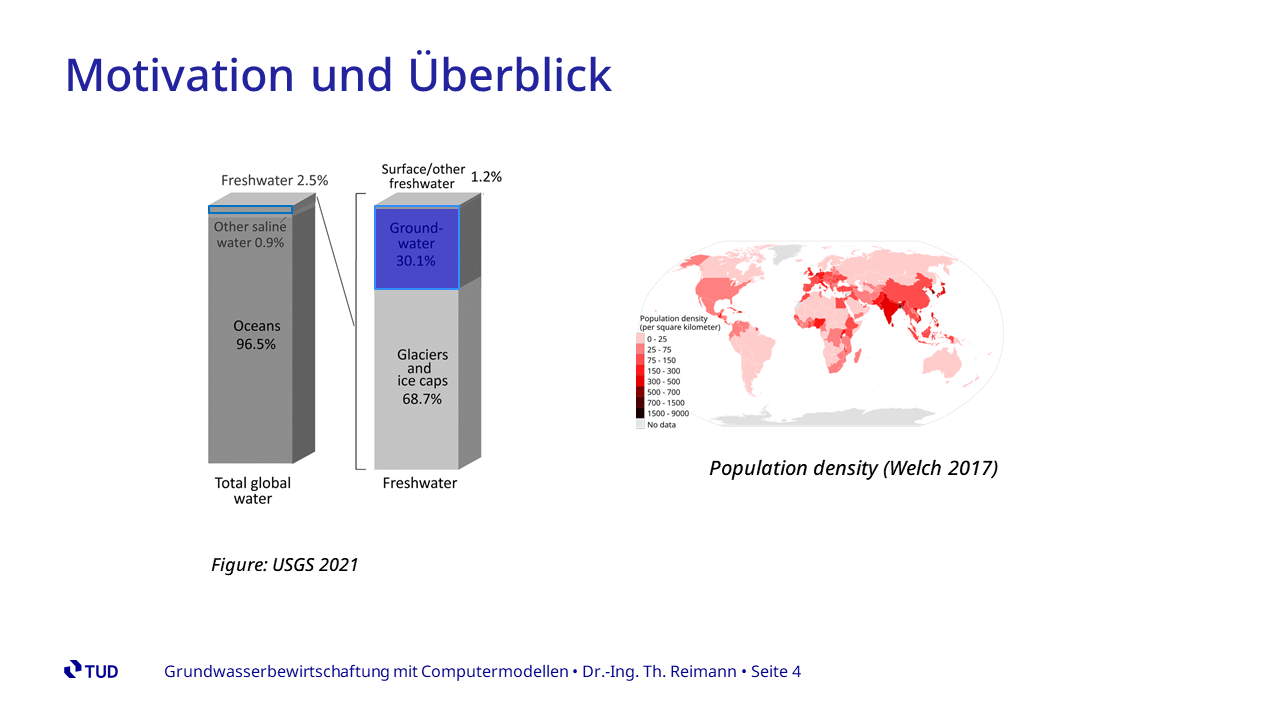 Motivation und Überblick
Freshwater 2.5%
Other saline
water 0.9%
Oceans
96.5%
Total global
water
Surface/other
freshwater
1.2%
Ground-
water
30.1%
Glaciers
and
ice caps
68.7%
Freshwater
Figure: USGS 2021
Population density
(per square kilometer)
0 - 25
25 - 75
75 - 150
150 - 300
300 - 500
500 - 700
700 - 1500
1500 - 9000
No data
Population density (Welch 2017)
TUD
Grundwasserbewirtschaftung mit Computermodellen • Dr.-Ing. Th. Reimann • Seite 4